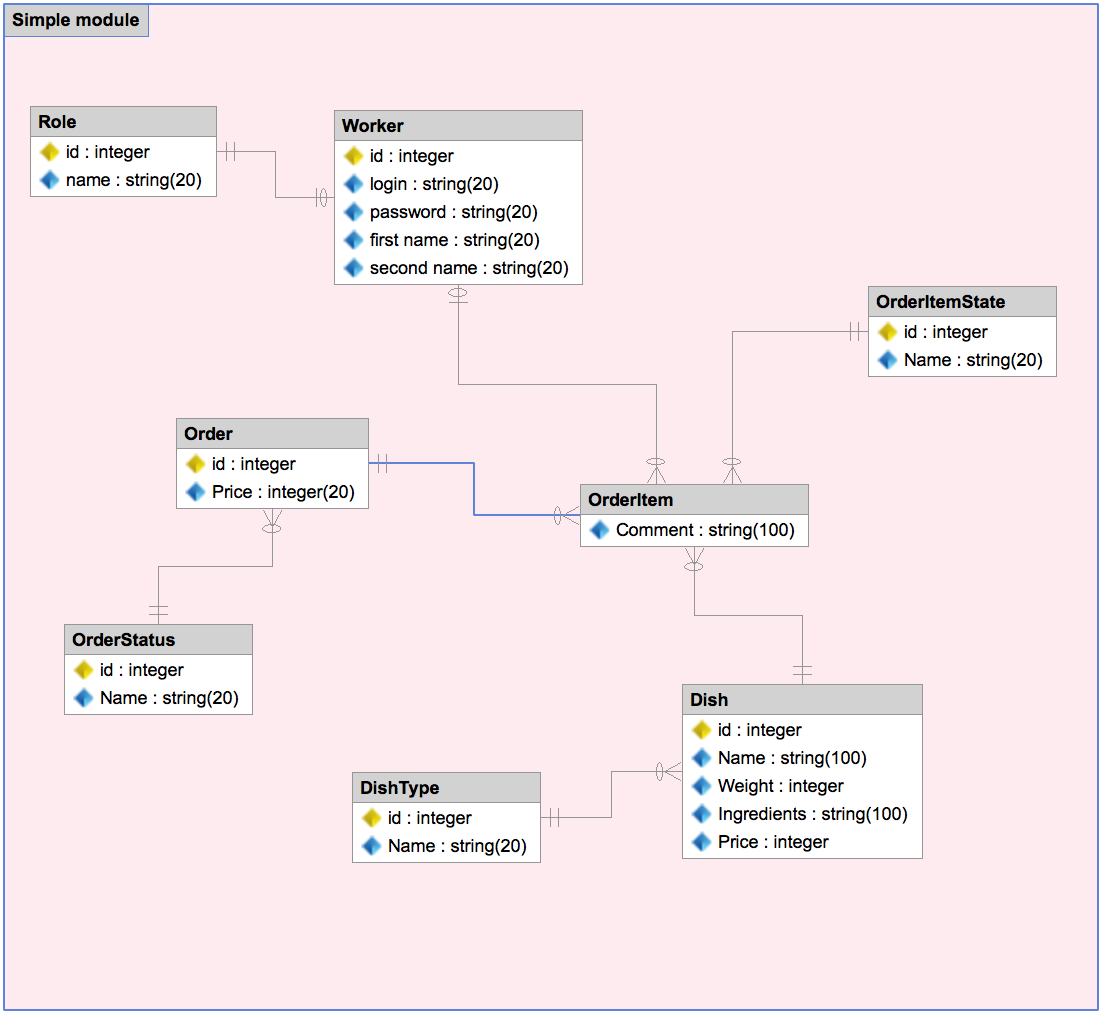 Simple module
Role
id : integer
name : string(20)
Worker
id : integer
login : string(20)
password : string(20)
first name : string(20)
second name : string(20)
OrderItemState
id : integer
Name : string(20)
Order
id : integer
Price : integer(20)
OrderItem
Comment : string(100)
OrderStatus
id : integer
Name : string(20)
Dish
id : integer
Name : string(100)
Weight : integer
Ingredients : string(100)
Price : integer
DishType
id : integer
Name : string(20)